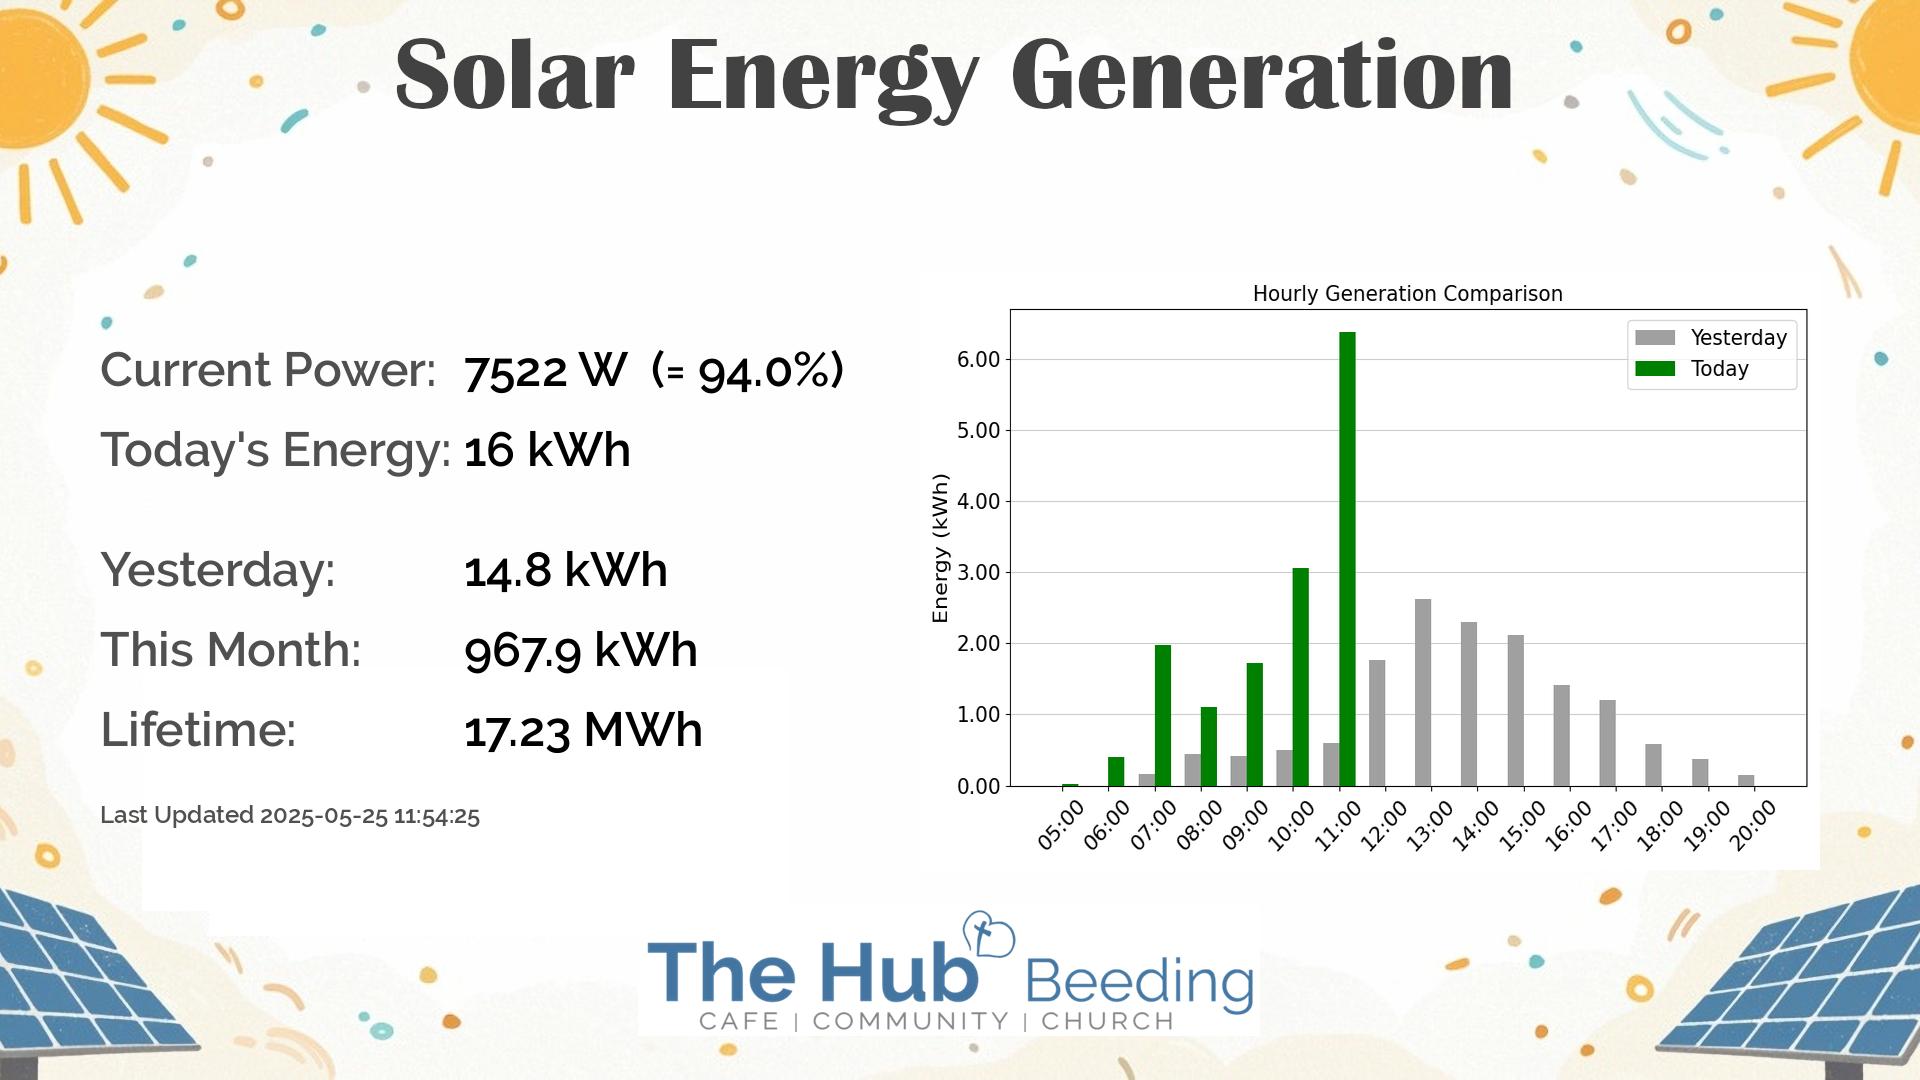 Solar Energy Generation
Current Power: 7522 W (= 94.0%)
Today's Energy: 16 kWh
Yesterday: 14.8 kWh
This Month: 967.9 kWh
Lifetime: 17.23 MWh
Last Updated 2025-05-25 11:54:25
Hourly Generation Comparison
Yesterday
Today
Energy (kWh)
6.00
5.00
4.00
3.00
2.00
1.00
0.00
05:00 06:00 07:00 08:00 09:00 10:00 11:00 12:00 13:00 14:00 15:00 16:00 17:00 18:00 19:00 20:00
The Hub Beeding
CAFE | COMMUNITY | CHURCH